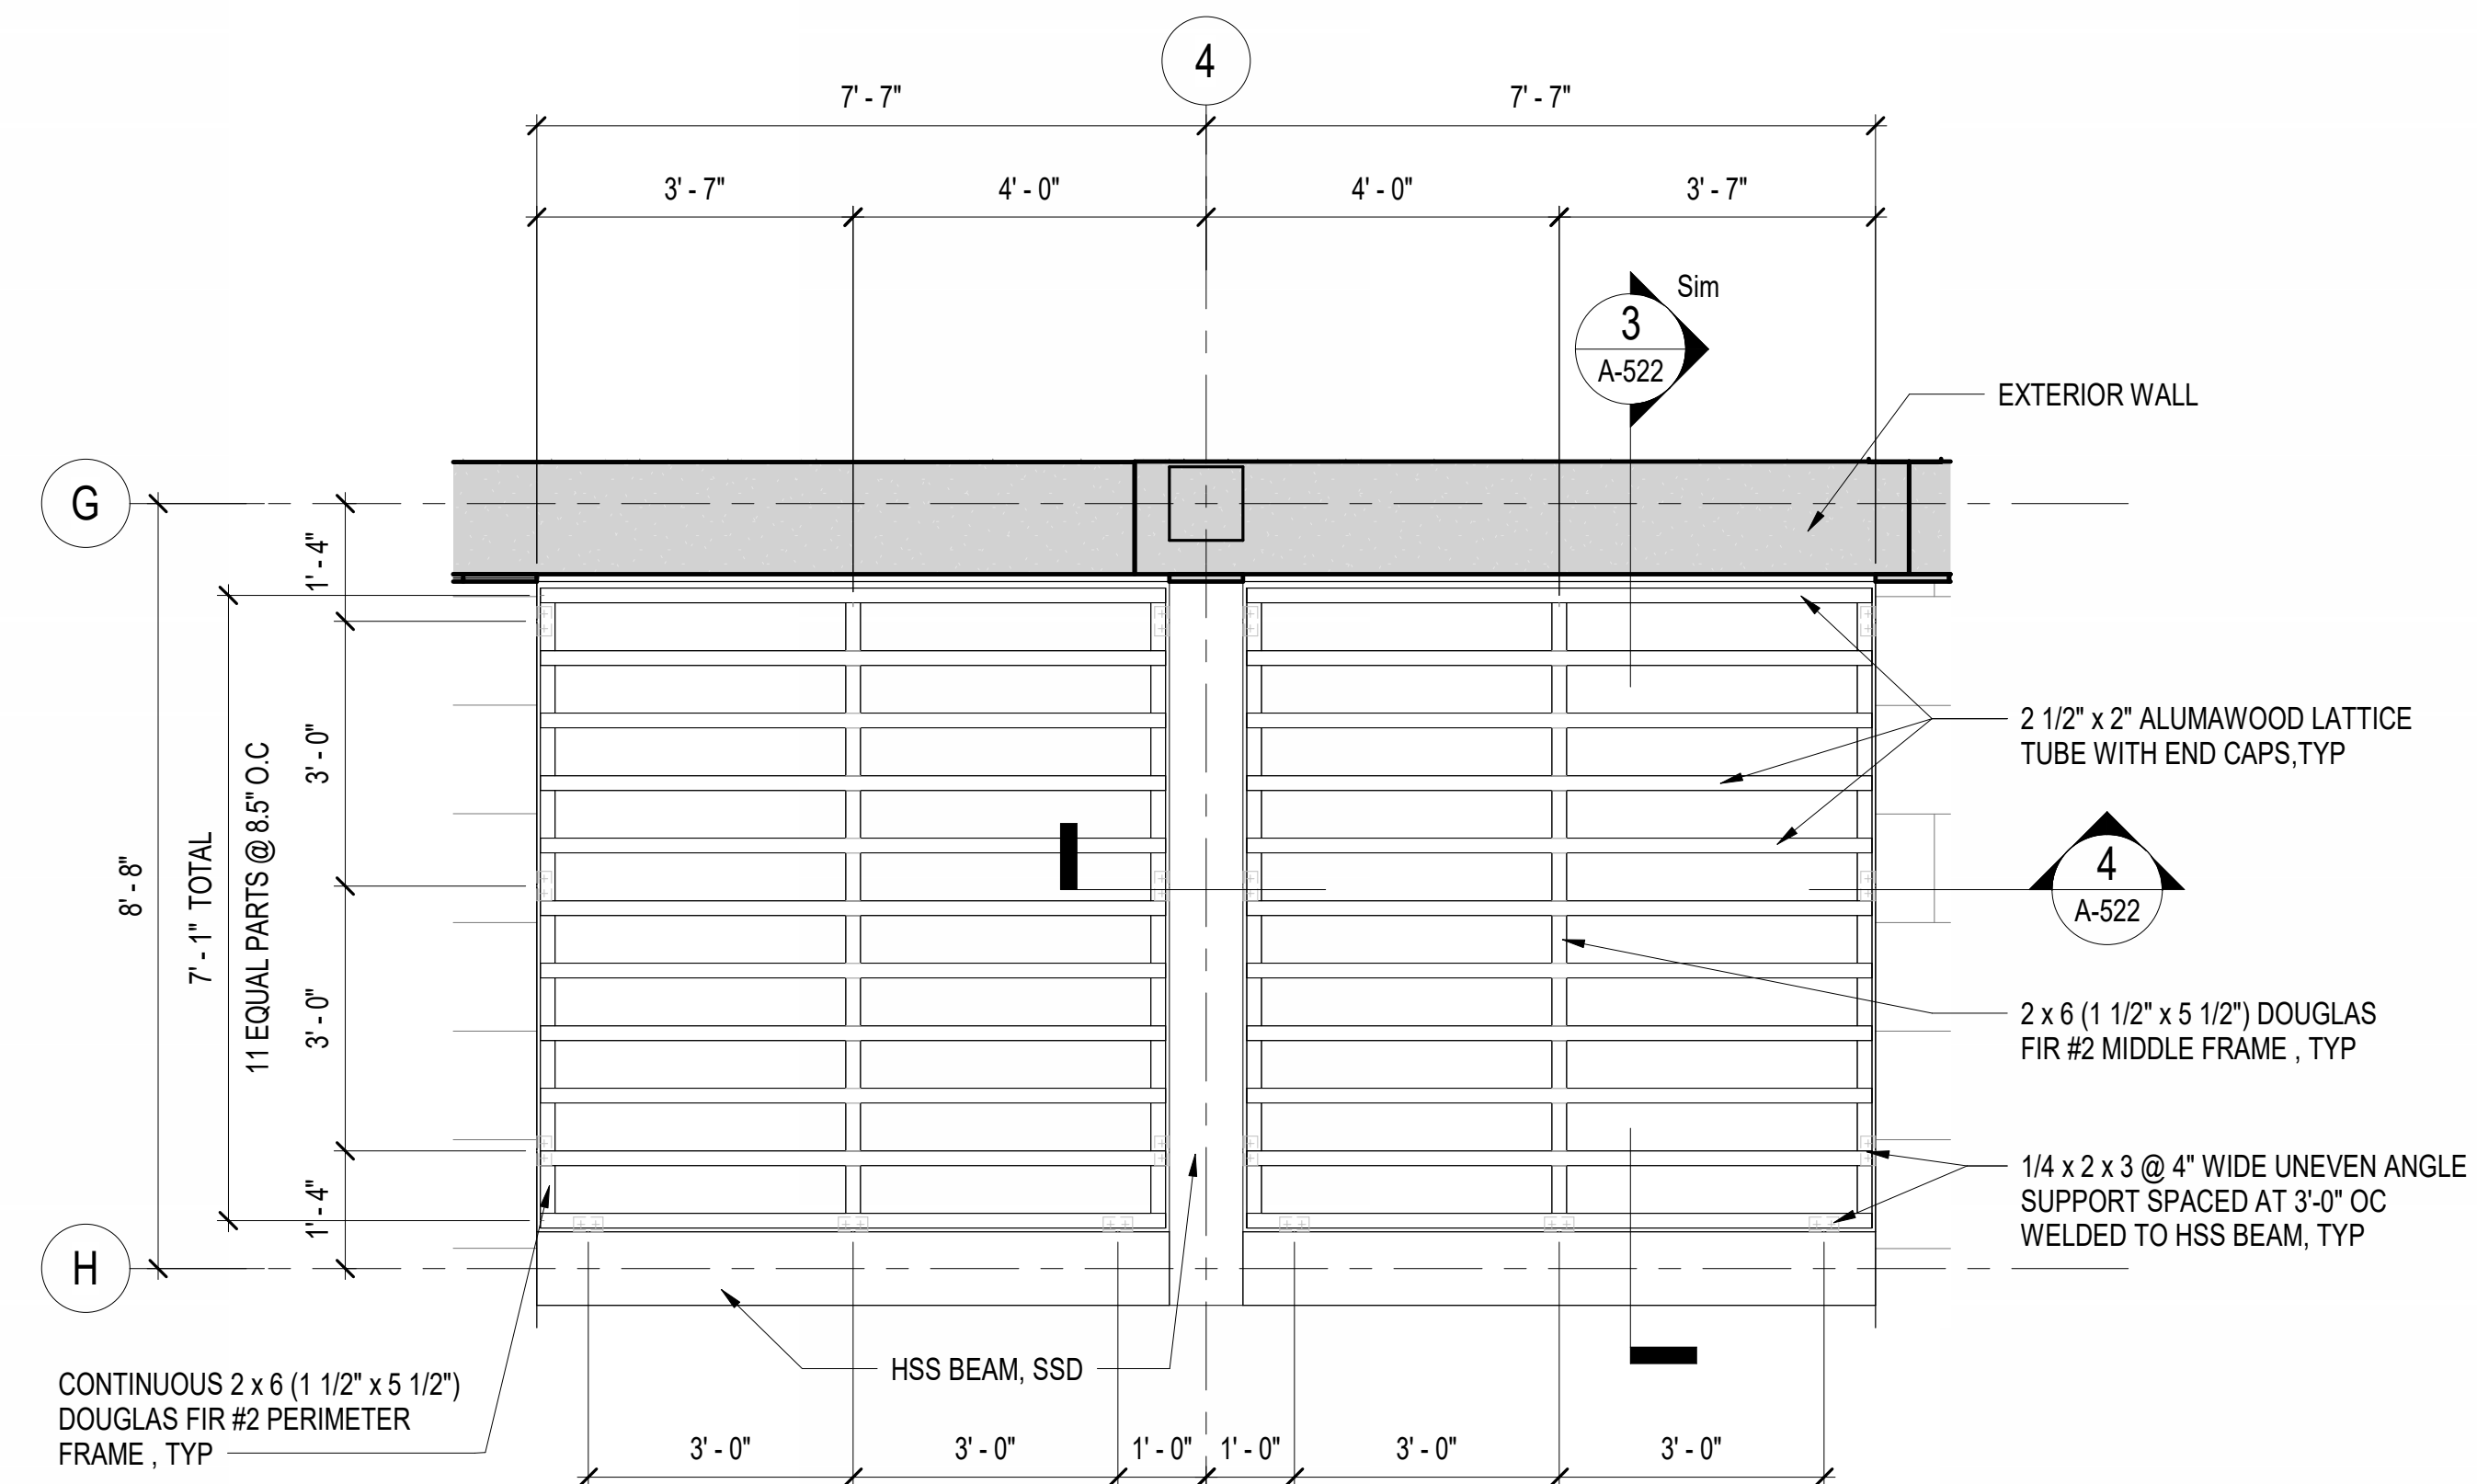 4
7' - 7"
7' - 7"
3' - 7"
4' - 0"
4' - 0"
3' - 7"
Sim
3
A-522
EXTERIOR WALL
G
1' - 4"
3' - 0"
3' - 0"
1' - 4"
11 EQUAL PARTS @ 8.5" O.C
7' - 1" TOTAL
8' - 8"
2 1/2" x 2" ALUMAWOOD LATTICE
TUBE WITH END CAPS,TYP
4
A-522
2 x 6 (1 1/2" x 5 1/2") DOUGLAS
FIR #2 MIDDLE FRAME , TYP
1/4 x 2 x 3 @ 4" WIDE UNEVEN ANGLE
SUPPORT SPACED AT 3'-0" OC
WELDED TO HSS BEAM, TYP
H
HSS BEAM, SSD
CONTINUOUS 2 x 6 (1 1/2" x 5 1/2")
DOUGLAS FIR #2 PERIMETER
FRAME , TYP
3' - 0"
3' - 0"
1' - 0"
1' - 0"
3' - 0"
3' - 0"